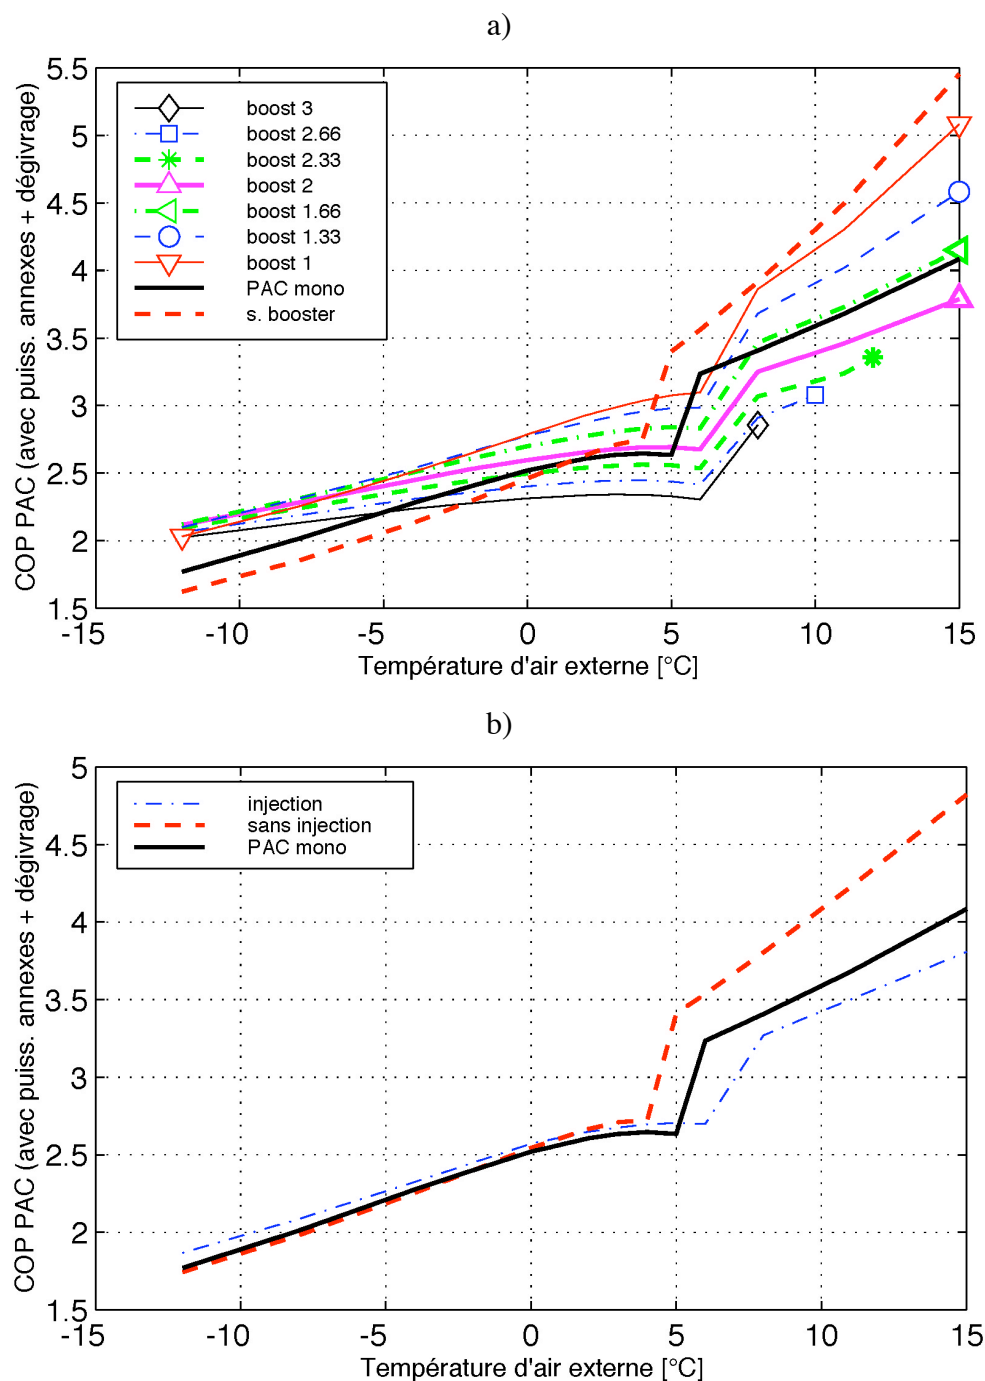 a)
5.5
5
4.5
4
3.5
3
2.5
2
1.5
COP PAC (avec puiss. annexes + dégivrage)
boost 3
boost 2.66
boost 2.33
boost 2
boost 1.66
boost 1.33
boost 1
PAC mono
s. booster
-15 -10 -5 0 5 10 15
Température d'air externe [°C]
b)
5
4.5
4
3.5
3
2.5
2
1.5
COP PAC (avec puiss. annexes + dégivrage)
injection
sans injection
PAC mono
-15 -10 -5 0 5 10 15
Température d'air externe [°C]